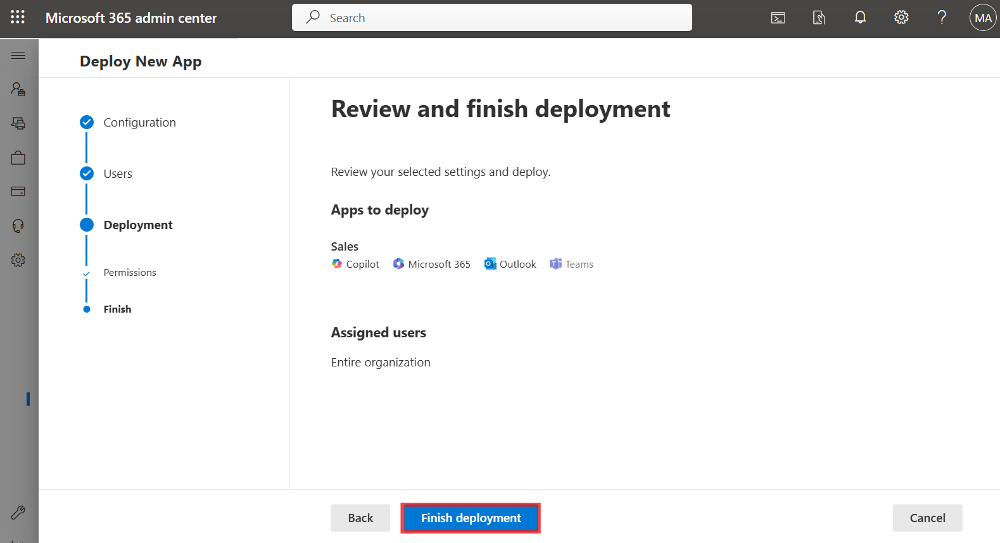 Microsoft 365 admin center
Search
MA
Deploy New App
Configuration
Users
Deployment
Permissions
Finish
Review and finish deployment
Review your selected settings and deploy.
Apps to deploy
Sales
Copilot Microsoft 365 Outlook Teams
Assigned users
Entire organization
Back Finish deployment Cancel